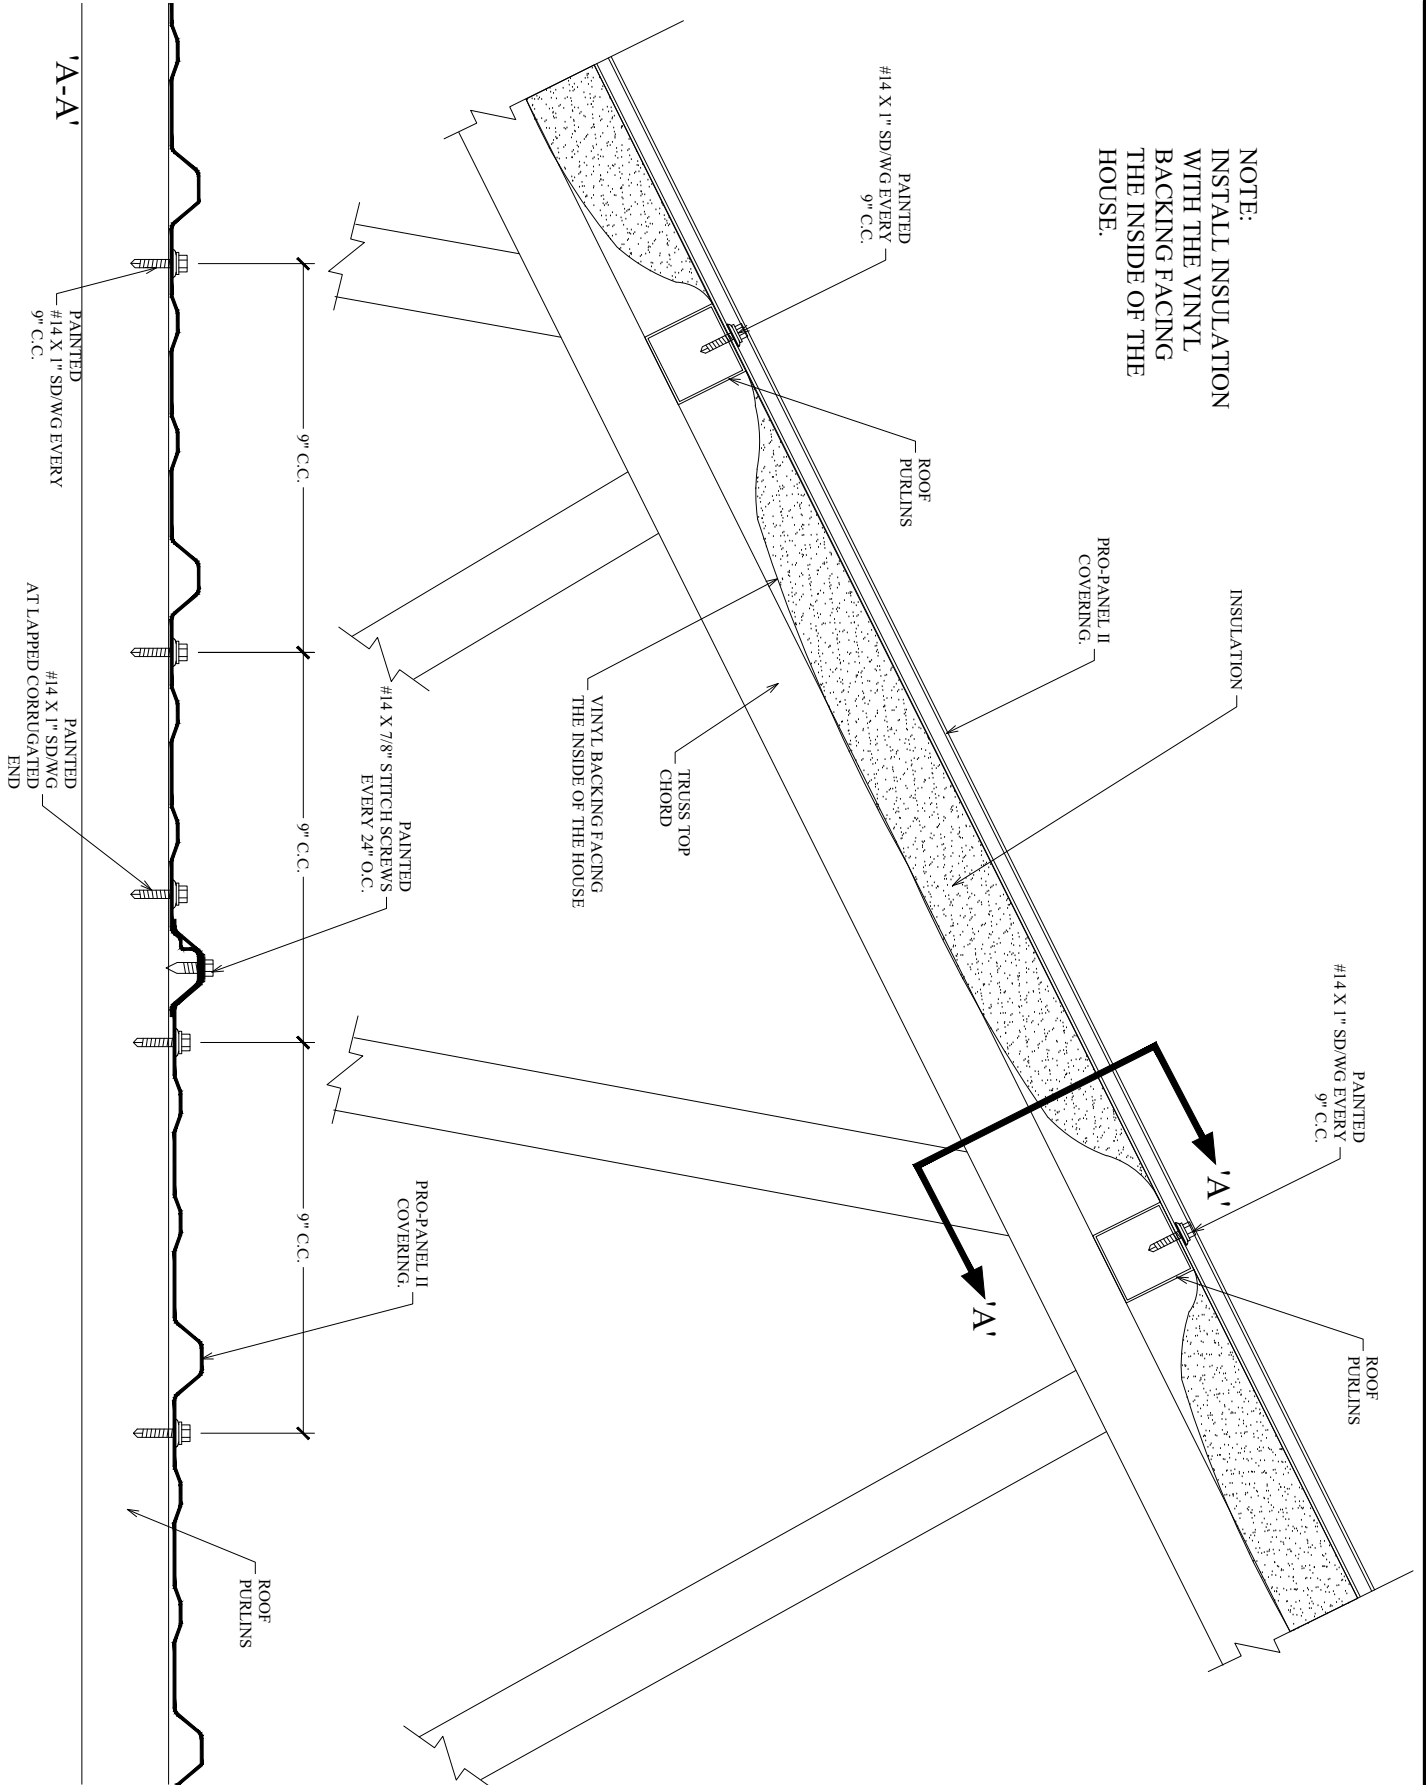 NOTE:
INSTALL INSULATION
WITH THE VINYL
BACKING FACING
THE INSIDE OF THE
HOUSE.
INSULATION
PAINTED
#14 X 1" SD/WG EVERY
9" C.C.
'A'
ROOF
PURLINS
PRO-PANEL II
COVERING.
PAINTED
#14 X 1" SD/WG EVERY
9" C.C.
ROOF
PURLINS
'A'
TRUSS TOP
CHORD
VINYL BACKING FACING
THE INSIDE OF THE HOUSE
PAINTED
#14 X 7/8" STITCH SCREWS
EVERY 24" O.C.
PRO-PANEL II
COVERING.
9" C.C.
9" C.C.
9" C.C.
ROOF
PURLINS
'A-A'
PAINTED
#14 X 1" SD/WG EVERY
9" C.C.
PAINTED
#14 X 1" SD/WG
AT LAPPED CORRUGATED
END